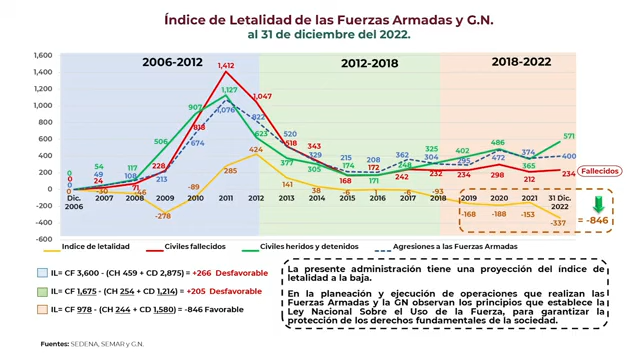 Índice de Letalidad de las Fuerzas Armadas y G.N.
al 31 de diciembre del 2022.
2006-2012 2012-2018 2018-2022
1,600
1,400
1,200
1,000
800
600
400
200
0
-200
-400
-600
0 54 117 506 907 1,127 623 377 305 174 171 248 325 402 486 365 571
0 24 71 228 818 1,412 1,047 518 343 168 172 242 232 234 298 212 234
0 49 108 213 674 1,076 822 520 329 215 208 362 304 295 472 374 400
-30 -46 -278 -89 285 424 141 38 -6 -6 -93 -168 -188 -153 -337
Fallecidos
= -846
Dic. 2007 2008 2009 2010 2011 2012 2013 2014 2015 2016 2017 2018 2019 2020 2021 31 Dic.
2006 2022
Indice de letalidad Civiles fallecidos Civiles heridos y detenidos Agresiones a las Fuerzas Armadas
IL= CF 3,600 - (CH 459 + CD 2,875) = +266 Desfavorable
IL= CF 1,675 - (CH 254 + CD 1,214) = +205 Desfavorable
IL= CF 978 - (CH 244 + CD 1,580) = -846 Favorable
La presente administración tiene una proyección del índice de
letalidad a la baja.
En la planeación y ejecución de operaciones que realizan las
Fuerzas Armadas y la GN observan los principios que establece la
Ley Nacional Sobre el Uso de la Fuerza, para garantizar la
protección de los derechos fundamentales de la sociedad.
Fuentes: SEDENA, SEMAR y G.N.